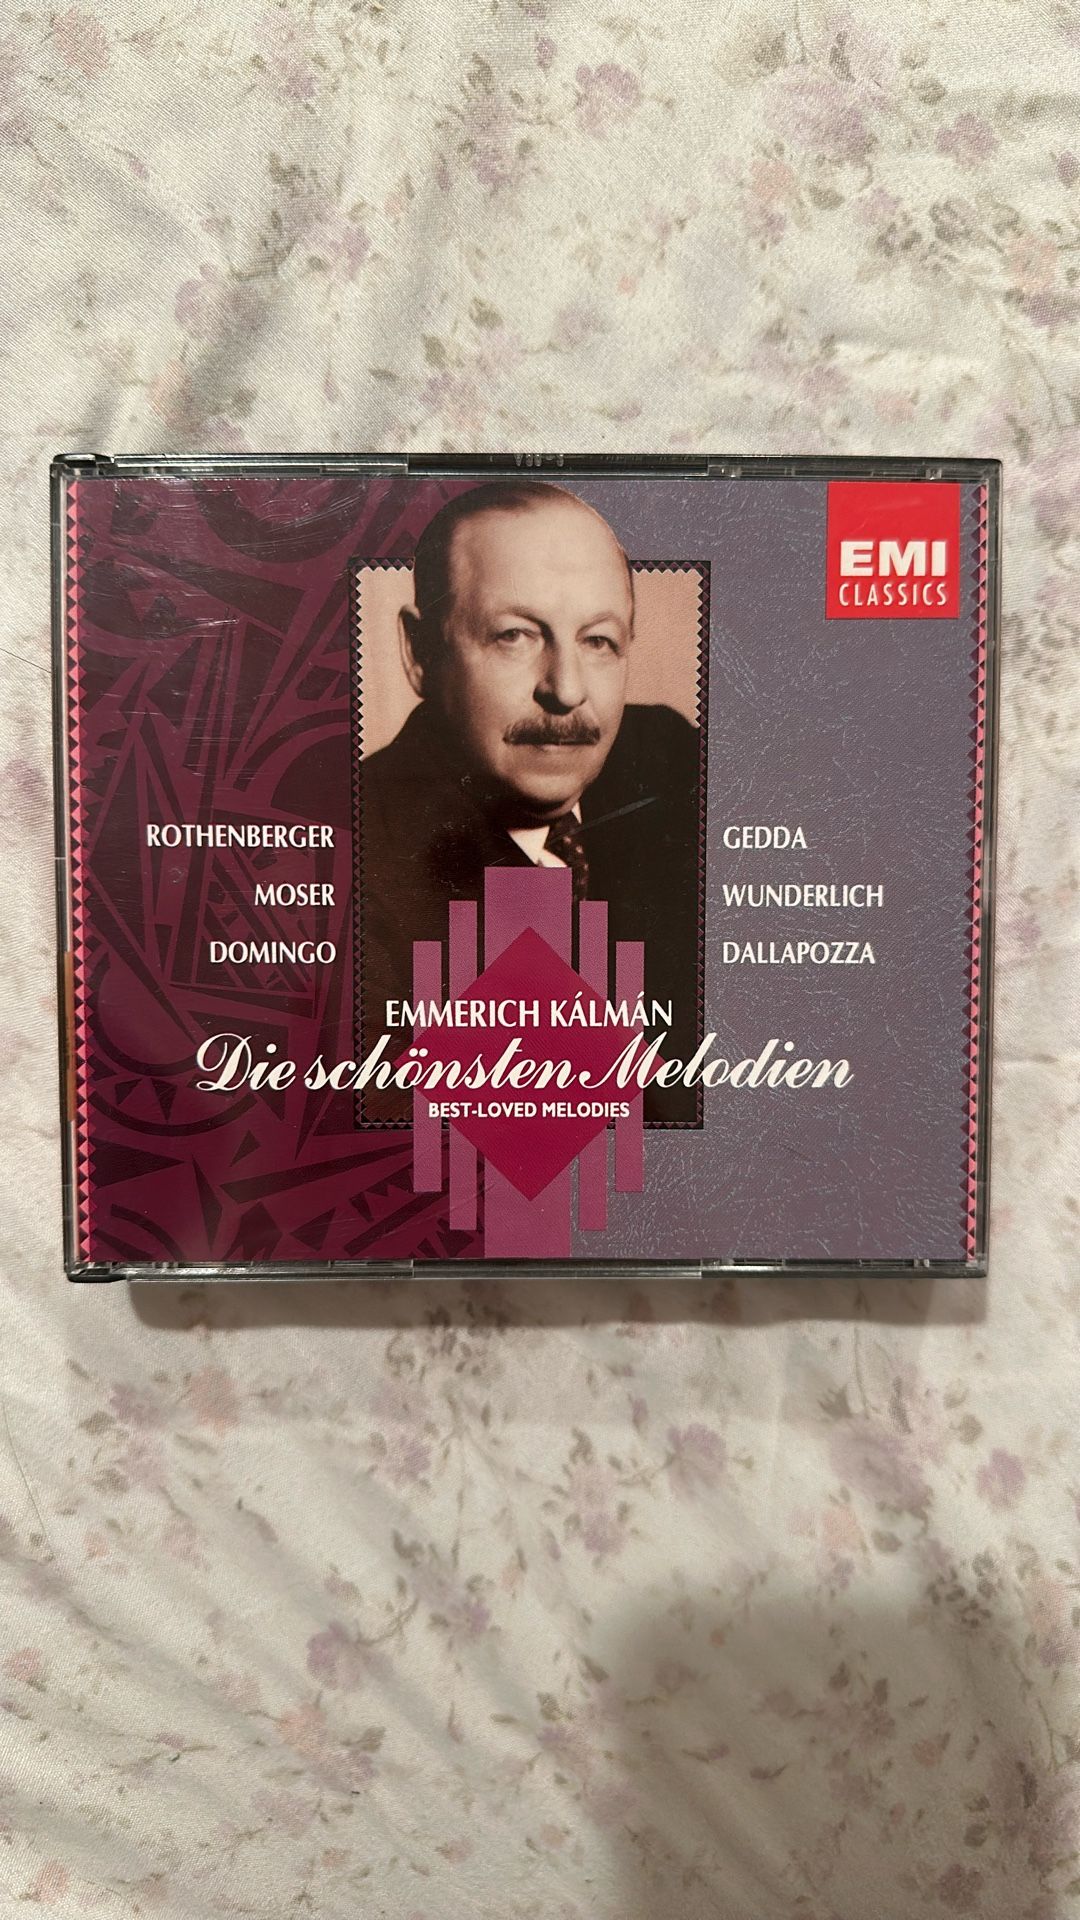 EMI
CLASSICS
ROTHENBERGER
MOSER
DOMINGO
GEDDA
WUNDERLICH
DALLAPOZZA
EMMERICH KÁLMÁN
Die schönsten Melodien
BEST-LOVED MELODIES